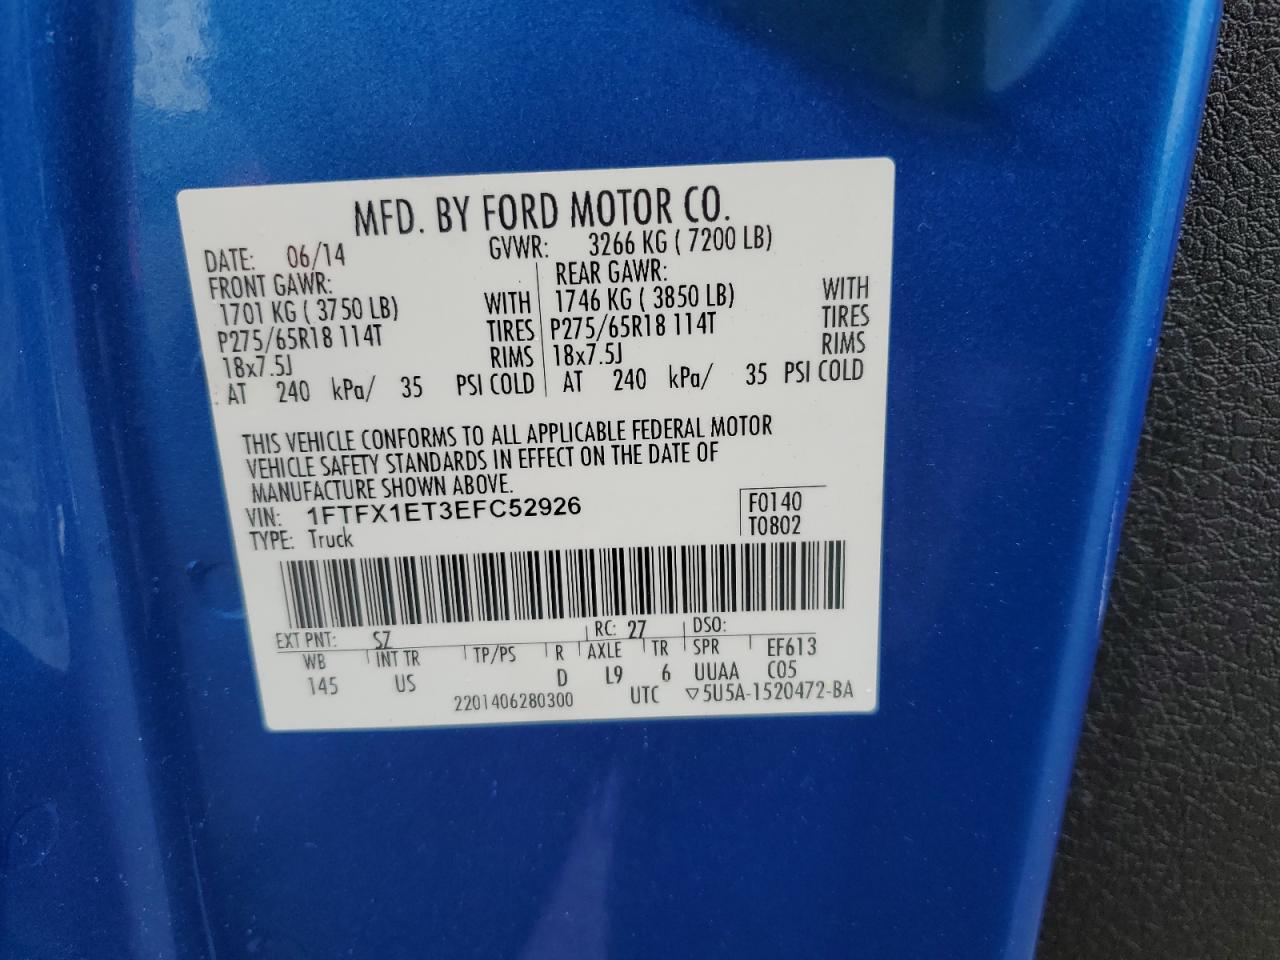 MFD. BY FORD MOTOR CO.
DATE: 06/14 GVWR: 3266 KG ( 7200 LB)
FRONT GAWR: REAR GAWR:
1701 KG ( 3750 LB) WITH 1746 KG ( 3850 LB) WITH
P275/65R18 114T TIRES P275/65R18 114T TIRES
18x7.5J RIMS 18x7.5J RIMS
AT 240 kPa/ 35 PSI COLD AT 240 kPa/ 35 PSI COLD
THIS VEHICLE CONFORMS TO ALL APPLICABLE FEDERAL MOTOR
VEHICLE SAFETY STANDARDS IN EFFECT ON THE DATE OF
MANUFACTURE SHOWN ABOVE.
VIN: 1FTFX1ET3EFC52926 F0140
TYPE: Truck T0802
EXT PNT: SZ RC: 27 DSO:
WB INT TR TP/PS R AXLE TR SPR EF613
145 US D L9 6 UUAA C05
2201406280300 UTC ▽5U5A-1520472-BA